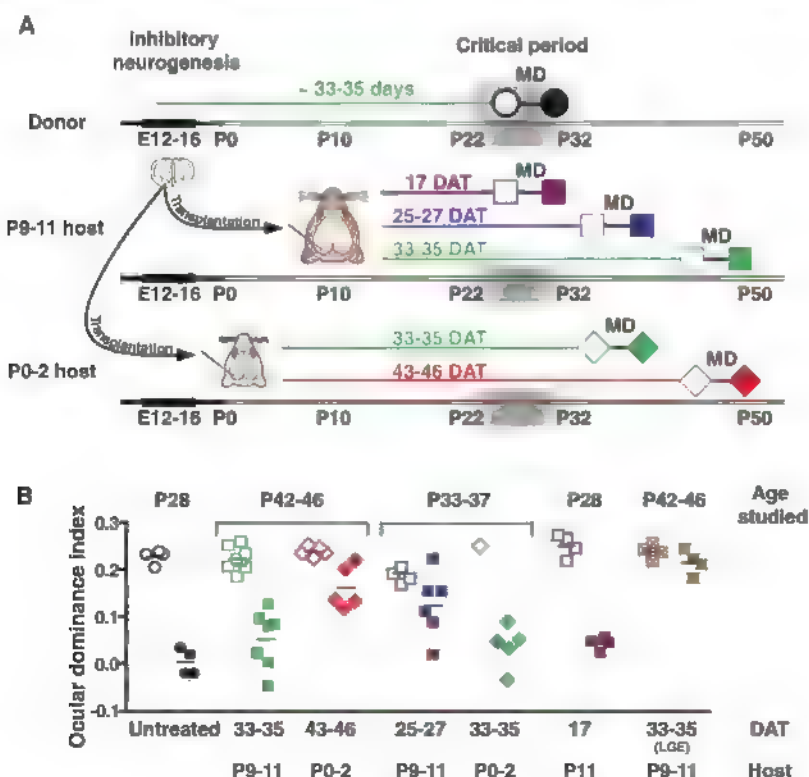 A
inhibitory
neurogenesis
Critical period
MD
~ 33-35 days
Donor
E12-16 P0 P10 P22 P32 P50
17 DAT MD
Transplantation
25-27 DAT MD
P9-11 host
33-35 DAT MD
E12-16 P0 P10 P22 P32 P50
Transplantation
33-35 DAT MD
P0-2 host
43-46 DAT MD
E12-16 P0 P10 P22 P32 P50
B
P28 P42-46 P33-37 P28 P42-46 Age
studied
Ocular dominance index
0.3
0.2
0.1
0.0
-0.1
Untreated 33-35 43-46 25-27 33-35 17 33-35 DAT
(LGE)
P9-11 P0-2 P9-11 P0-2 P11 P9-11 Host